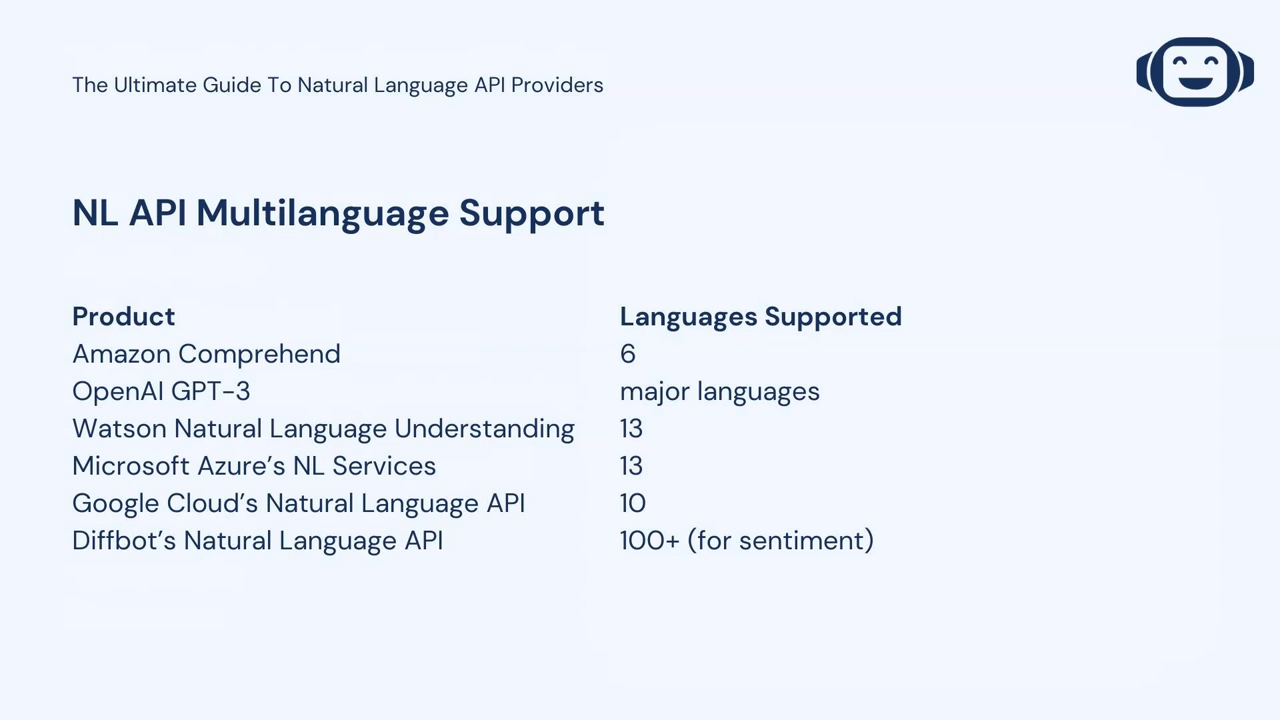 The Ultimate Guide To Natural Language API Providers
NL API Multilanguage Support
Product Languages Supported
Amazon Comprehend 6
OpenAI GPT-3 major languages
Watson Natural Language Understanding 13
Microsoft Azure’s NL Services 13
Google Cloud’s Natural Language API 10
Diffbot’s Natural Language API 100+ (for sentiment)